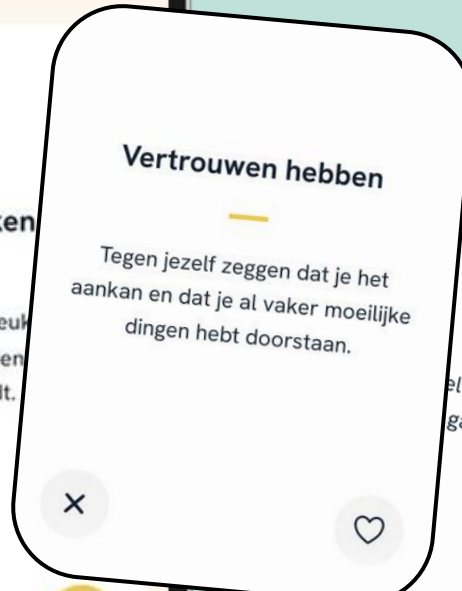 Vertrouwen hebben
Tegen jezelf zeggen dat je het
aankan en dat je al vaker moeilijke
dingen hebt doorstaan.